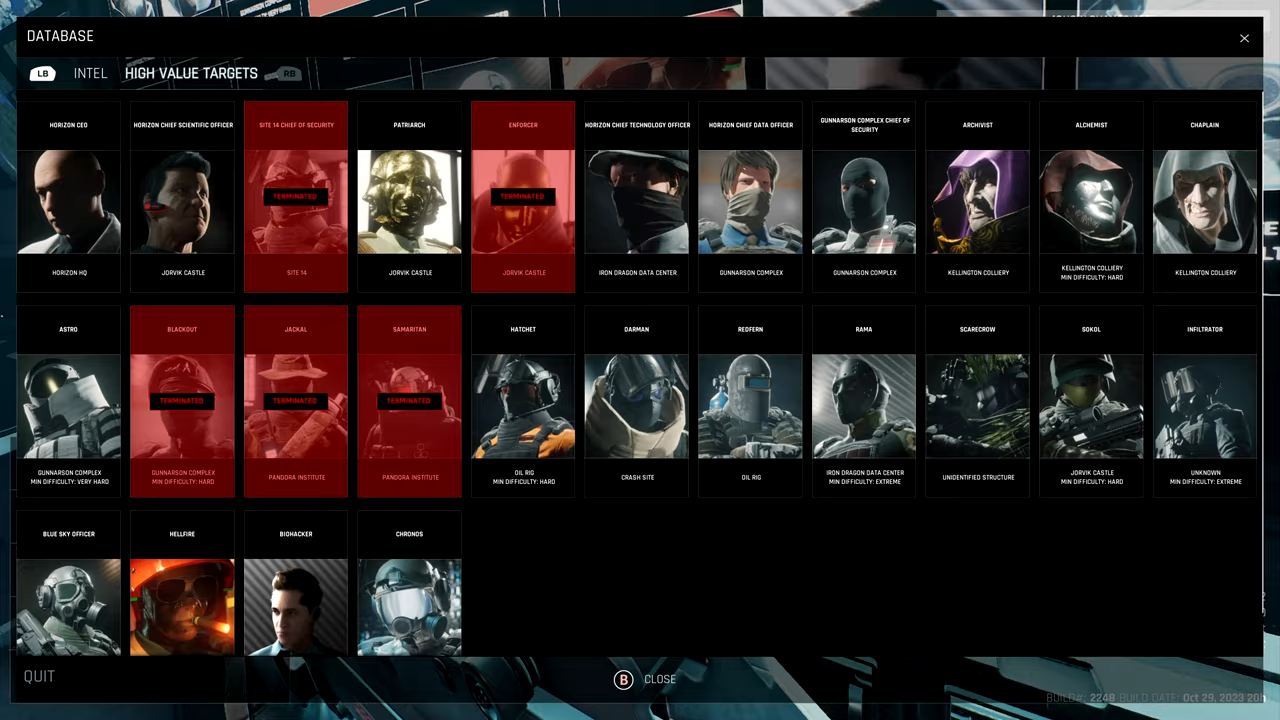 DATABASE
LB INTEL HIGH VALUE TARGETS RB
HORIZON CEO
HORIZON CHIEF SCIENTIFIC OFFICER
SITE 14 CHIEF OF SECURITY
PATRIARCH
ENFORCER
HORIZON CHIEF TECHNOLOGY OFFICER
HORIZON CHIEF DATA OFFICER
GUNNARSON COMPLEX CHIEF OF
SECURITY
ARCHIVIST
ALCHEMIST
CHAPLAIN
TERMINATED
TERMINATED
HORIZON HQ
JORVIK CASTLE
SITE 14
JORVIK CASTLE
JORVIK CASTLE
IRON DRAGON DATA CENTER
GUNNARSON COMPLEX
GUNNARSON COMPLEX
KELLINGTON COLLIERY
KELLINGTON COLLIERY
MIN DIFFICULTY: HARD
KELLINGTON COLLIERY
ASTRO
BLACKOUT
JACKAL
SAMARITAN
HATCHET
DARMAN
REDFERN
RAMA
SCARECROW
SOKOL
INFILTRATOR
TERMINATED
TERMINATED
TERMINATED
GUNNARSON COMPLEX
MIN DIFFICULTY: VERY HARD
GUNNARSON COMPLEX
MIN DIFFICULTY: HARD
PANDORA INSTITUTE
PANDORA INSTITUTE
OIL RIG
MIN DIFFICULTY: HARD
CRASH SITE
OIL RIG
IRON DRAGON DATA CENTER
MIN DIFFICULTY: EXTREME
UNIDENTIFIED STRUCTURE
JORVIK CASTLE
MIN DIFFICULTY: HARD
UNKNOWN
MIN DIFFICULTY: EXTREME
BLUE SKY OFFICER
HELLFIRE
BIOHACKER
CHRONOS
QUIT
B CLOSE
BUILD#: 2248 BUILD DATE: Oct 29, 2023 20h